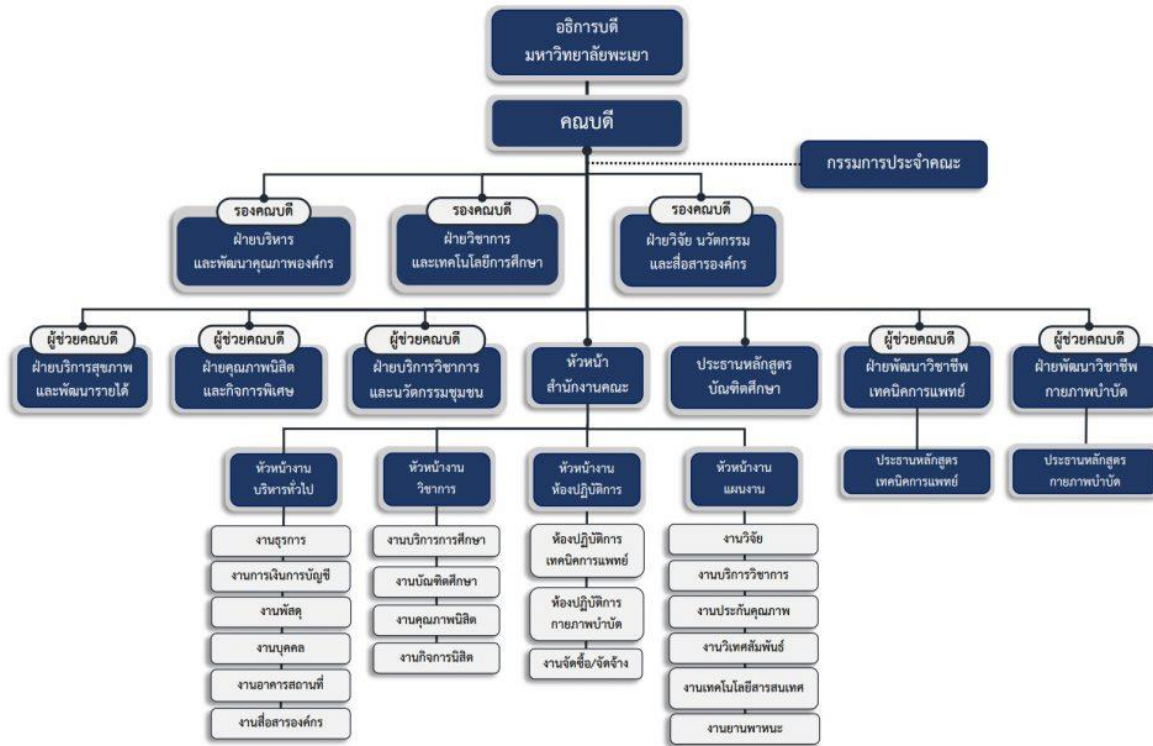 อธิการบดี
มหาวิทยาลัยพะเยา
คณบดี
กรรมการประจำคณะ
รองคณบดี
ฝ่ายบริหาร
และพัฒนาคุณภาพองค์กร
รองคณบดี
ฝ่ายวิชาการ
และเทคโนโลยีการศึกษา
รองคณบดี
ฝ่ายวิจัย นวัตกรรม
และสื่อสารองค์กร
ผู้ช่วยคณบดี
ฝ่ายบริการสุขภาพ
และพัฒนารายได้
ผู้ช่วยคณบดี
ฝ่ายคุณภาพนิสิต
และกิจการพิเศษ
ผู้ช่วยคณบดี
ฝ่ายบริการวิชาการ
และนวัตกรรมชุมชน
หัวหน้า
สำนักงานคณะ
ประธานหลักสูตร
บัณฑิตศึกษา
ผู้ช่วยคณบดี
ฝ่ายพัฒนาวิชาชีพ
เทคนิคการแพทย์
ผู้ช่วยคณบดี
ฝ่ายพัฒนาวิชาชีพ
กายภาพบำบัด
ประธานหลักสูตร
เทคนิคการแพทย์
ประธานหลักสูตร
กายภาพบำบัด
หัวหน้างาน
บริหารทั่วไป
งานธุรการ
งานการเงินการบัญชี
งานพัสดุ
งานบุคคล
งานอาคารสถานที่
งานสื่อสารองค์กร
หัวหน้างาน
วิชาการ
งานบริการการศึกษา
งานบัณฑิตศึกษา
งานคุณภาพนิสิต
งานกิจการนิสิต
หัวหน้างาน
ห้องปฏิบัติการ
ห้องปฏิบัติการ
เทคนิคการแพทย์
ห้องปฏิบัติการ
กายภาพบำบัด
งานจัดซื้อ/จัดจ้าง
หัวหน้างาน
แผนงาน
งานวิจัย
งานบริการวิชาการ
งานประกันคุณภาพ
งานวิเทศสัมพันธ์
งานเทคโนโลยีสารสนเทศ
งานยานพาหนะ